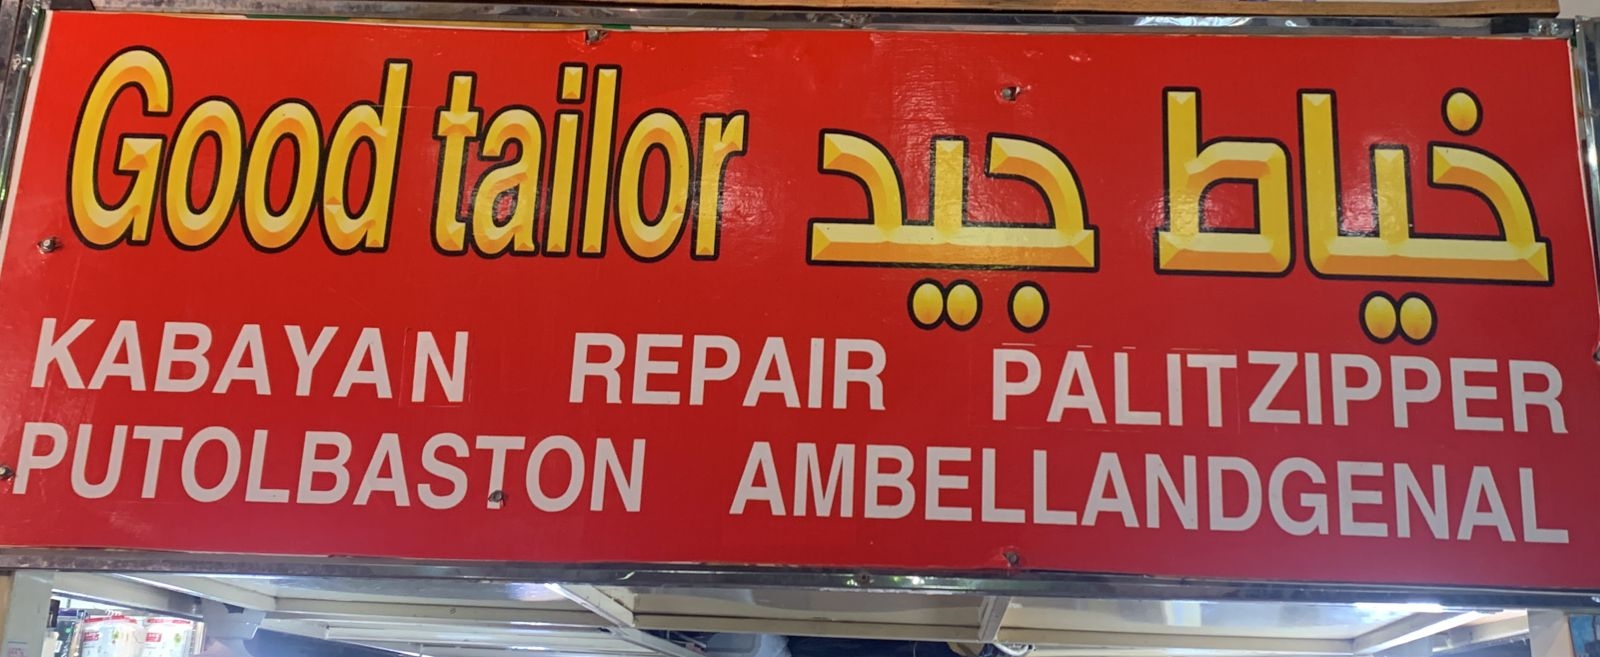 Good tailor خياط جيد
KABAYAN REPAIR PALITZIPPER
PUTOLBASTON AMBELLANDGENAL